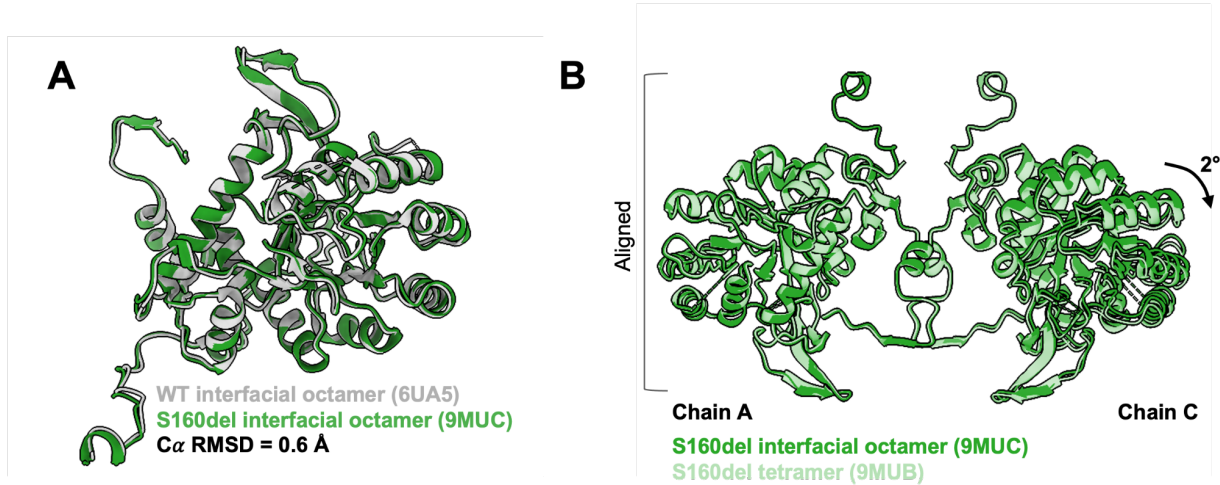 A
WT interfacial octamer (6UA5)
S160del interfacial octamer (9MUC)
Cα RMSD = 0.6 Å
B
Aligned
2°
Chain A
Chain C
S160del interfacial octamer (9MUC)
S160del tetramer (9MUB)